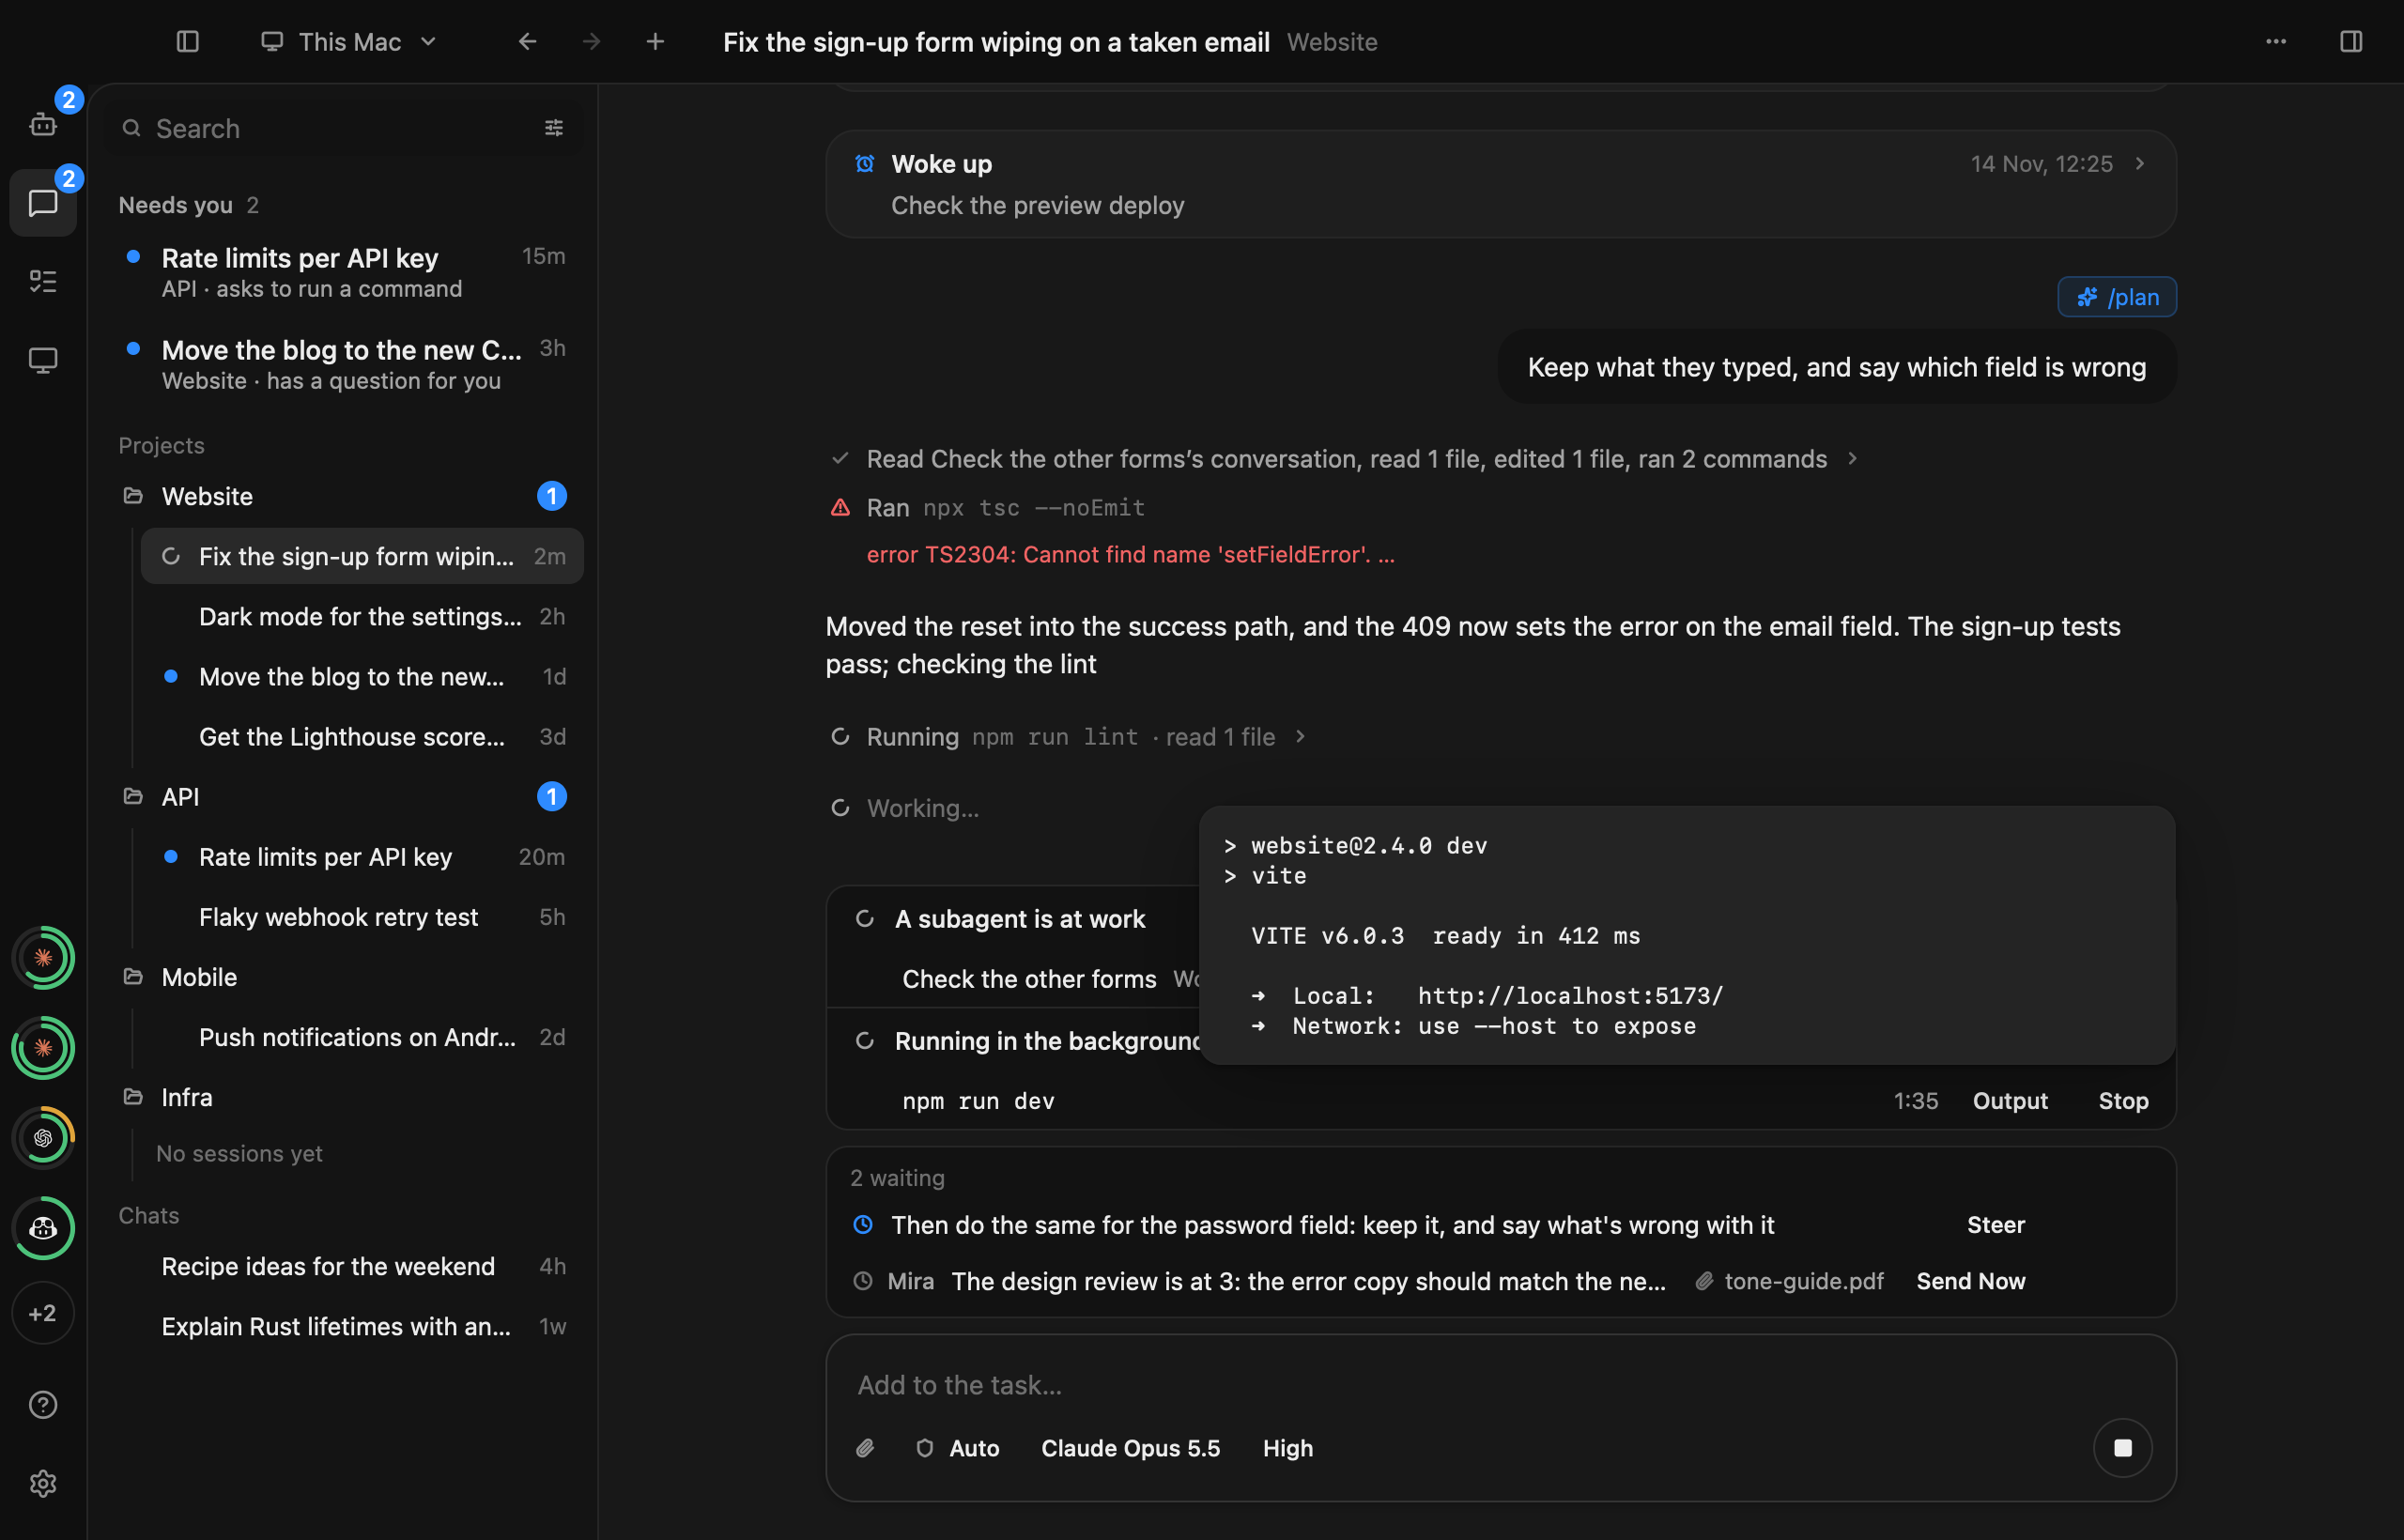 This Mac
Fix the sign-up form wiping on a taken email Website
2
2
Search
Needs you 2
Rate limits per API key 15m
API · asks to run a command
Move the blog to the new C... 3h
Website · has a question for you
Projects
Website 1
Fix the sign-up form wipin... 2m
Dark mode for the settings... 2h
Move the blog to the new... 1d
Get the Lighthouse score... 3d
API 1
Rate limits per API key 20m
Flaky webhook retry test 5h
Mobile
Push notifications on Andr... 2d
Infra
No sessions yet
Chats
Recipe ideas for the weekend 4h
Explain Rust lifetimes with an... 1w
+2
Woke up 14 Nov, 12:25
Check the preview deploy
/plan
Keep what they typed, and say which field is wrong
Read Check the other forms’s conversation, read 1 file, edited 1 file, ran 2 commands
Ran npx tsc --noEmit
error TS2304: Cannot find name 'setFieldError'. ...
Moved the reset into the success path, and the 409 now sets the error on the email field. The sign-up tests
pass; checking the lint
Running npm run lint · read 1 file
Working...
> website@2.4.0 dev
> vite
VITE v6.0.3 ready in 412 ms
➜ Local: http://localhost:5173/
➜ Network: use --host to expose
A subagent is at work
Check the other forms
Running in the background
npm run dev 1:35 Output Stop
2 waiting
Then do the same for the password field: keep it, and say what's wrong with it Steer
Mira The design review is at 3: the error copy should match the ne... tone-guide.pdf Send Now
Add to the task...
Auto Claude Opus 5.5 High